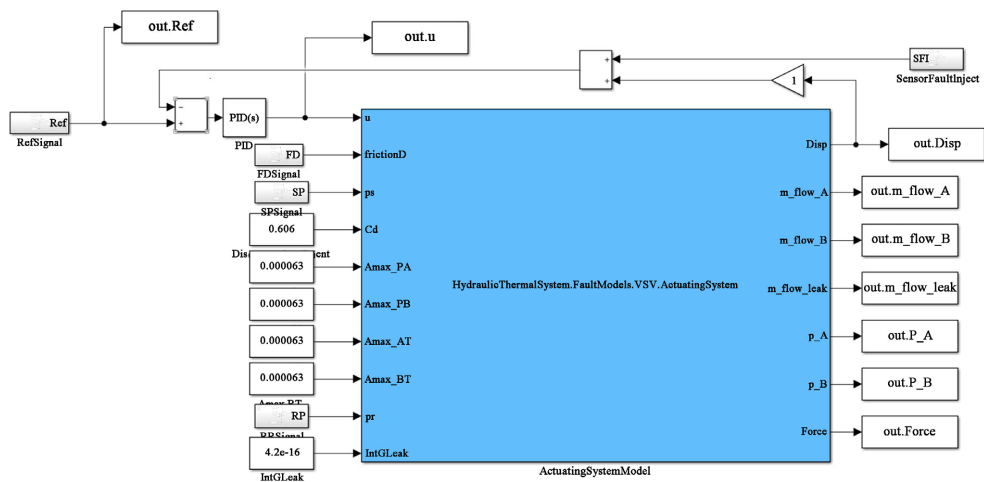 out.Ref
out.u
SFI
SensorFaultInject
+
+
1
−
+
Ref
RefSignal
PID(s)
PID
u
FD
FDSignal
frictionD
SP
SPSignal
ps
0.606
Cd
0.000063
Amax_PA
0.000063
Amax_PB
0.000063
Amax_AT
0.000063
Amax_BT
Amax_BT
RP
pr
4.2e-16
IntGLeak
IntGLeak
HydraulicThermalSystem.FaultModels.VSV.ActuatingSystem
ActuatingSystemModel
Disp
out.Disp
m_flow_A
out.m_flow_A
m_flow_B
out.m_flow_B
m_flow_leak
out.m_flow_leak
p_A
out.P_A
p_B
out.P_B
Force
out.Force